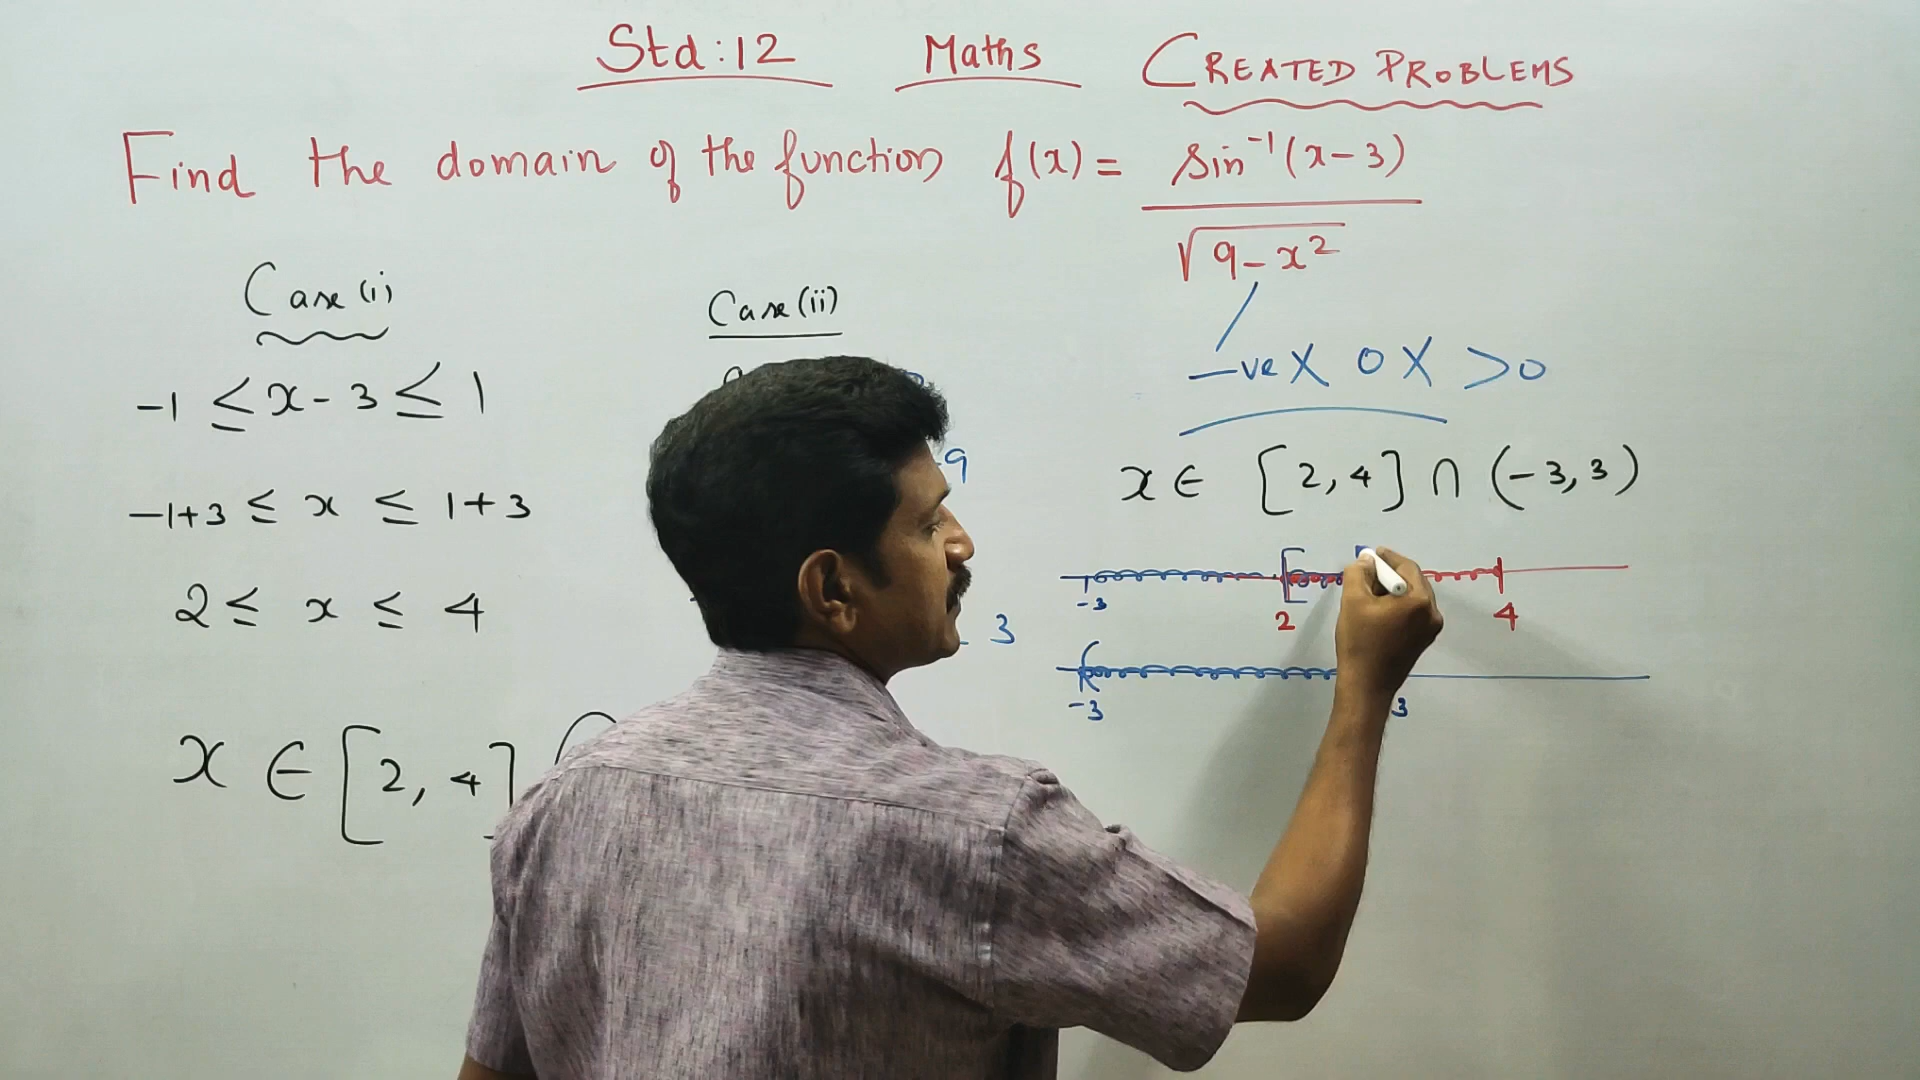 Std:12 Maths CREATED PROBLEMS
Find the domain of the function f(x) = sin⁻¹(x-3)
√9-x²
Case (i)
-1 ≤ x-3 ≤ 1
-1+3 ≤ x ≤ 1+3
2 ≤ x ≤ 4
x ∈ [2, 4]
Case (ii)
9
3
-ve X 0 X >0
x ∈ [2, 4] ∩ (-3, 3)
-3 2 4
-3 3